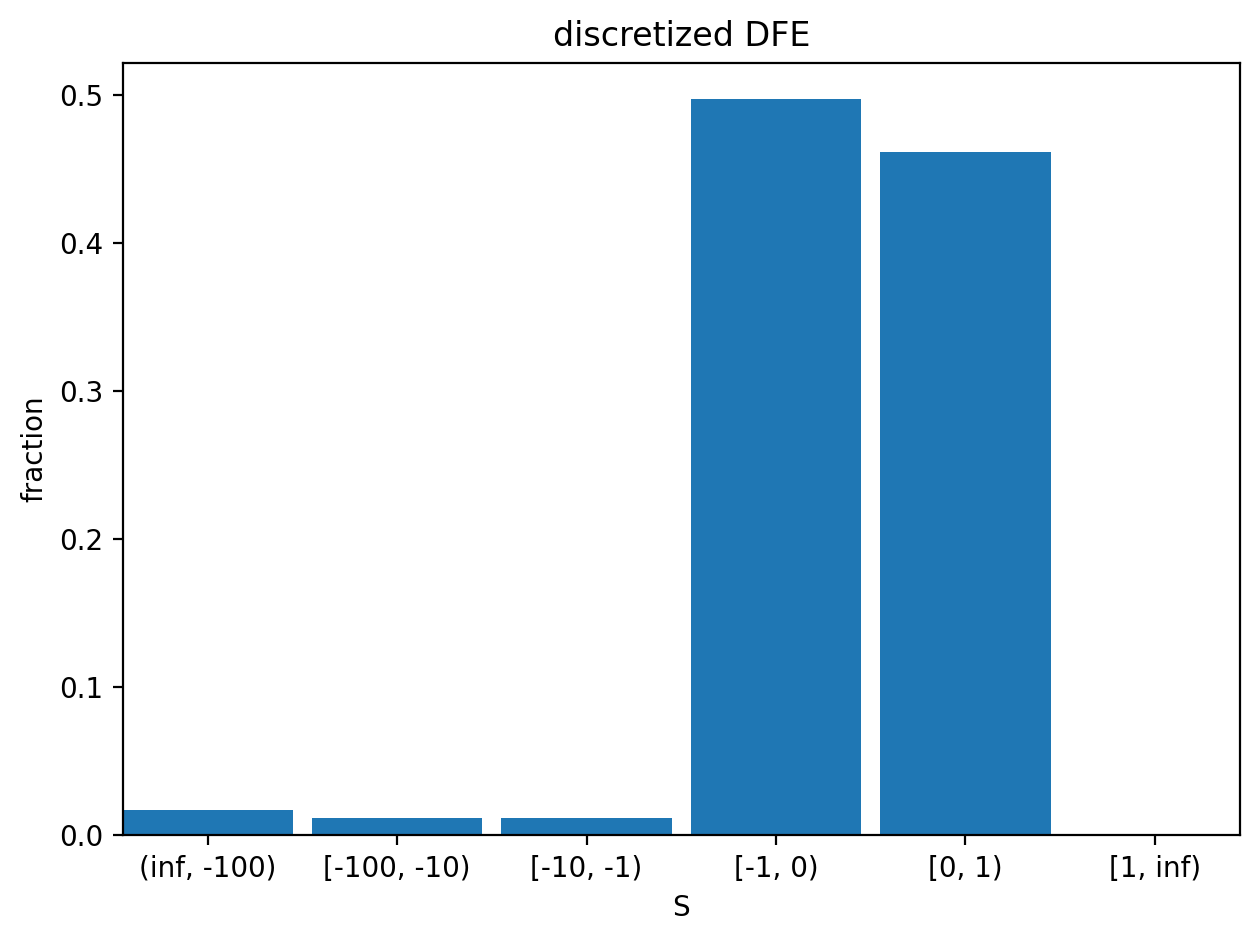 discretized DFE
0.5
0.4
0.3
0.2
0.1
0.0
fraction
(inf, -100) [-100, -10) [-10, -1) [-1, 0) [0, 1) [1, inf)
S